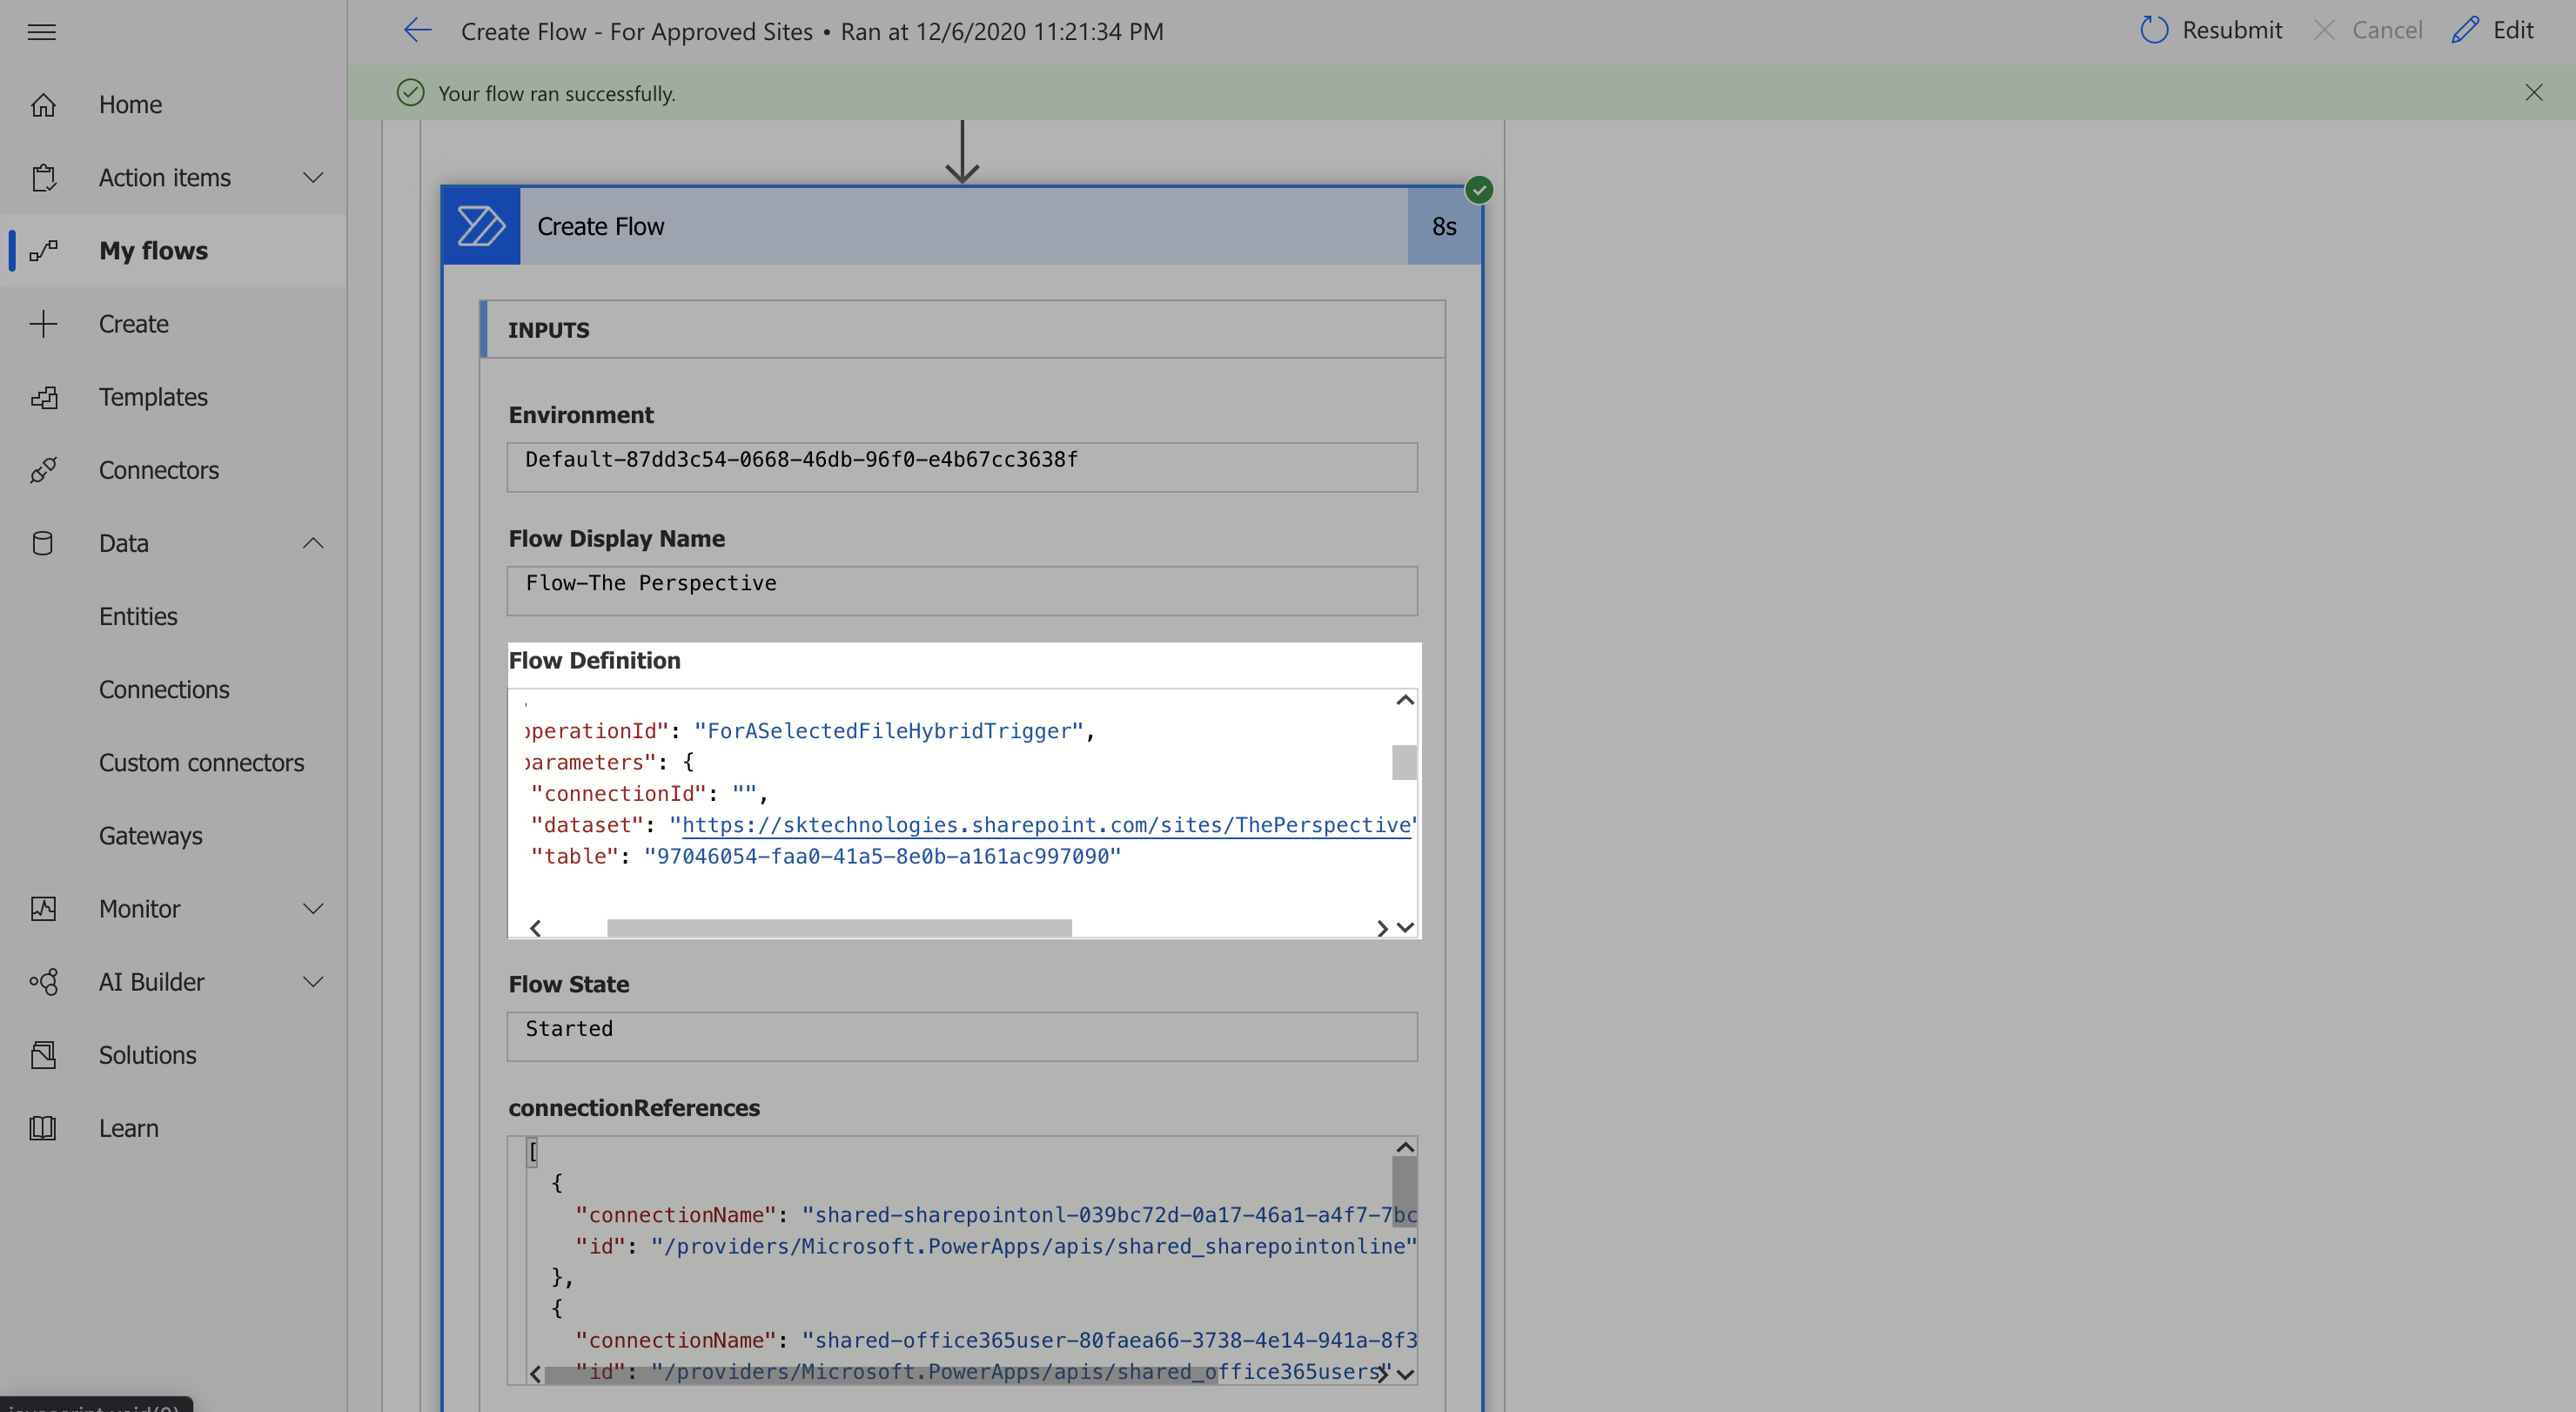 Create Flow - For Approved Sites • Ran at 12/6/2020 11:21:34 PM
Resubmit
Cancel
Edit
Your flow ran successfully.
Home
Action items
My flows
Create
Templates
Connectors
Data
Entities
Connections
Custom connectors
Gateways
Monitor
AI Builder
Solutions
Learn
Create Flow
8s
INPUTS
Environment
Default-87dd3c54-0668-46db-96f0-e4b67cc3638f
Flow Display Name
Flow-The Perspective
Flow Definition
perationId": "ForASelectedFileHybridTrigger",
arameters": {
"connectionId": "",
"dataset": "https://sktechnologies.sharepoint.com/sites/ThePerspective"
"table": "97046054-faa0-41a5-8e0b-a161ac997090"
Flow State
Started
connectionReferences
[
{
"connectionName": "shared-sharepointonl-039bc72d-0a17-46a1-a4f7-7bc
"id": "/providers/Microsoft.PowerApps/apis/shared_sharepointonline"
},
{
"connectionName": "shared-office365user-80faea66-3738-4e14-941a-8f3
"id": "/providers/Microsoft.PowerApps/apis/shared_office365users"